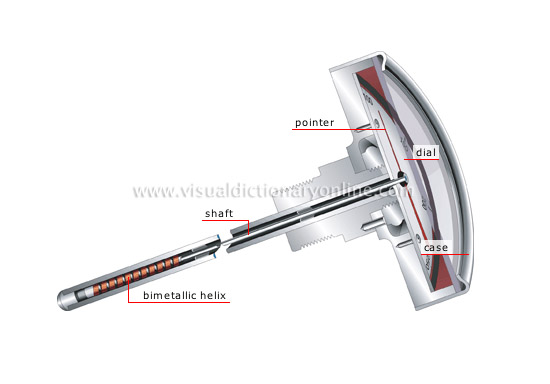 pointer
dial
www.visualdictionaryonline.com
shaft
case
bimetallic helix